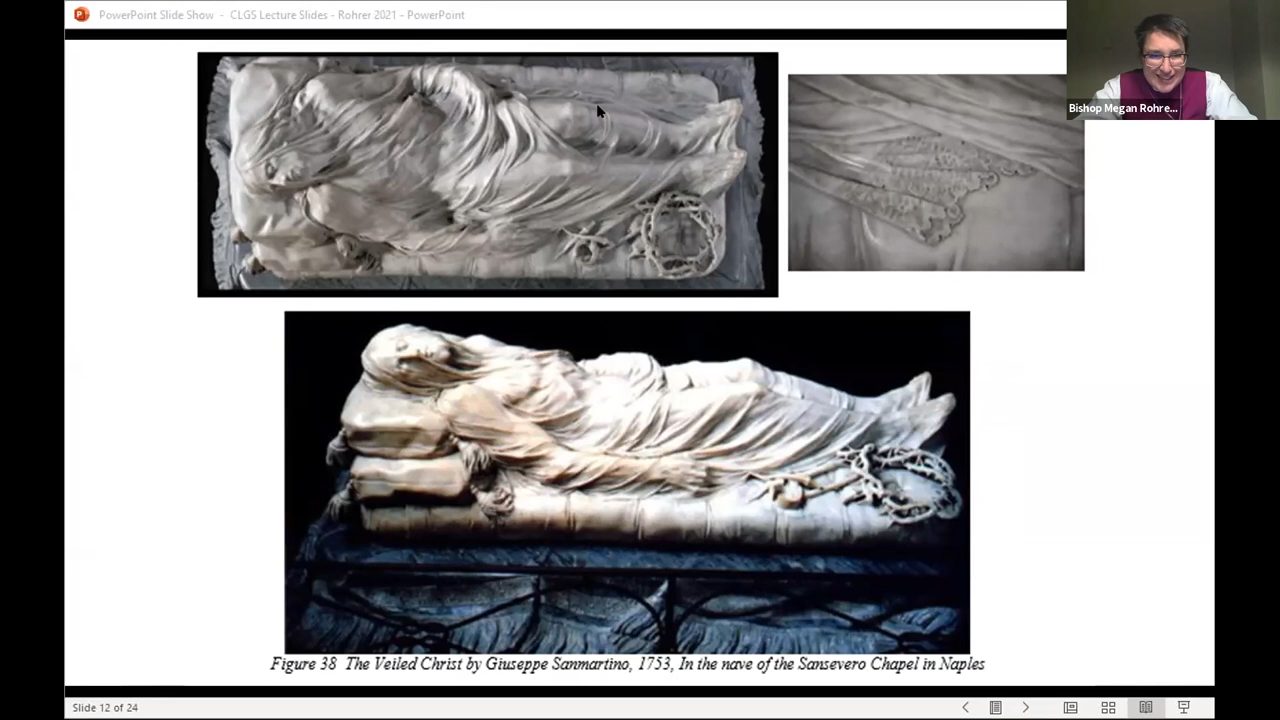 PowerPoint Slide Show - CLGS Lecture Slides - Rohrer 2021 - PowerPoint
Bishop Megan Rohre...
Figure 38 The Veiled Christ by Giuseppe Sanmartino, 1753, In the nave of the Sansevero Chapel in Naples
Slide 12 of 24